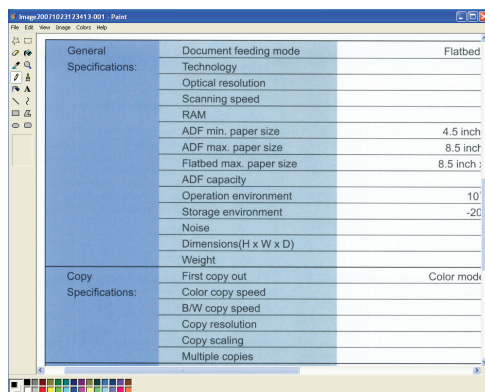 Image20071023123413-001 - Paint
File Edit View Image Colors Help
General Document feeding mode Flatbed
Specifications: Technology
Optical resolution
Scanning speed
RAM
ADF min. paper size 4.5 inch
ADF max. paper size 8.5 inch
Flatbed max. paper size 8.5 inch
ADF capacity
Operation environment 10
Storage environment -20
Noise
Dimensions(H x W x D)
Weight
Copy First copy out Color mode
Specifications: Color copy speed
B/W copy speed
Copy resolution
Copy scaling
Multiple copies